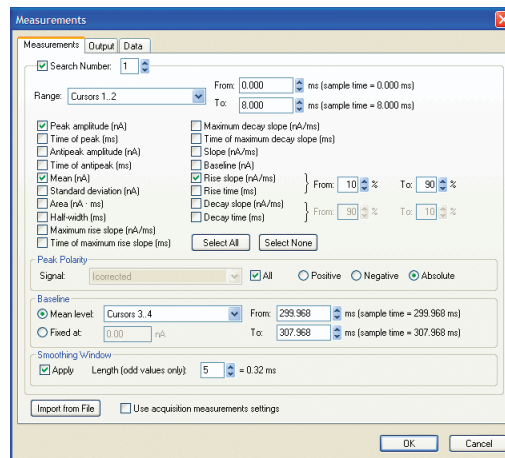 Measurements
Measurements Output Data
Search Number: 1
Range: Cursors 1..2
From: 0.000 ms (sample time = 0.000 ms)
To: 8.000 ms (sample time = 8.000 ms)
Peak amplitude (nA) Maximum decay slope (nA/ms)
Time of peak (ms) Time of maximum decay slope (ms)
Antipeak amplitude (nA) Slope (nA/ms)
Time of antipeak (ms) Baseline (nA)
Mean (nA) Rise slope (nA/ms) From: 10 % To: 90 %
Standard deviation (nA) Rise time (ms)
Area (nA · ms) Decay slope (nA/ms) From: 90 % To: 10 %
Half-width (ms) Decay time (ms)
Maximum rise slope (nA/ms)
Time of maximum rise slope (ms) Select All Select None
Peak Polarity
Signal: Icorrected All Positive Negative Absolute
Baseline
Mean level: Cursors 3..4 From: 299.968 ms (sample time = 299.968 ms)
Fixed at: 0.00 nA To: 307.968 ms (sample time = 307.968 ms)
Smoothing Window
Apply Length (odd values only): 5 = 0.32 ms
Import from File Use acquisition measurements settings
OK Cancel